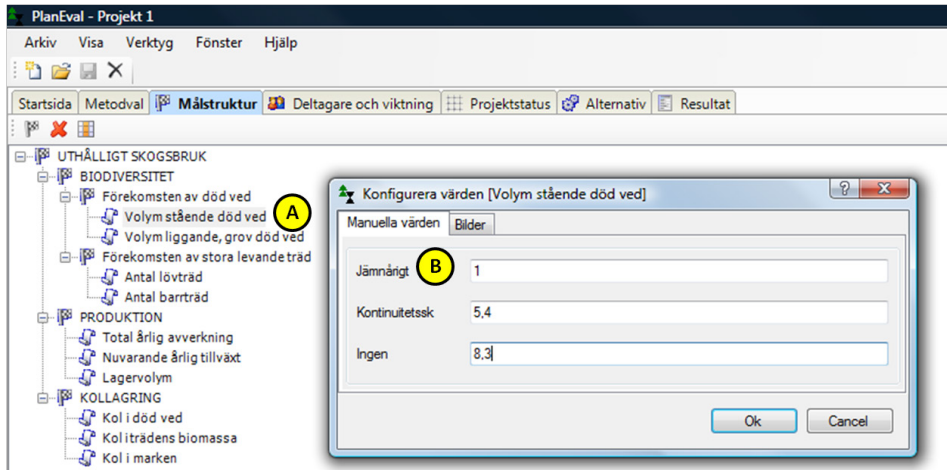 PlanEval - Projekt 1
Arkiv Visa Verktyg Fönster Hjälp
Startsida Metodval Målstruktur Deltagare och viktning Projektstatus Alternativ Resultat
UTHÅLLIGT SKOGSBRUK
BIODIVERSITET
Förekomsten av död ved
Volym stående död ved
A
Volym liggande, grov död ved
Förekomsten av stora levande träd
Antal lövträd
Antal barrträd
PRODUKTION
Total årlig avverkning
Nuvarande årlig tillväxt
Lagervolym
KOLLAGRING
Kol i död ved
Kol i trädens biomassa
Kol i marken
Konfigurera värden [Volym stående död ved]
Manuella värden Bilder
Jämnårigt B 1
Kontinuitetssk 5,4
Ingen 8,3
Ok Cancel